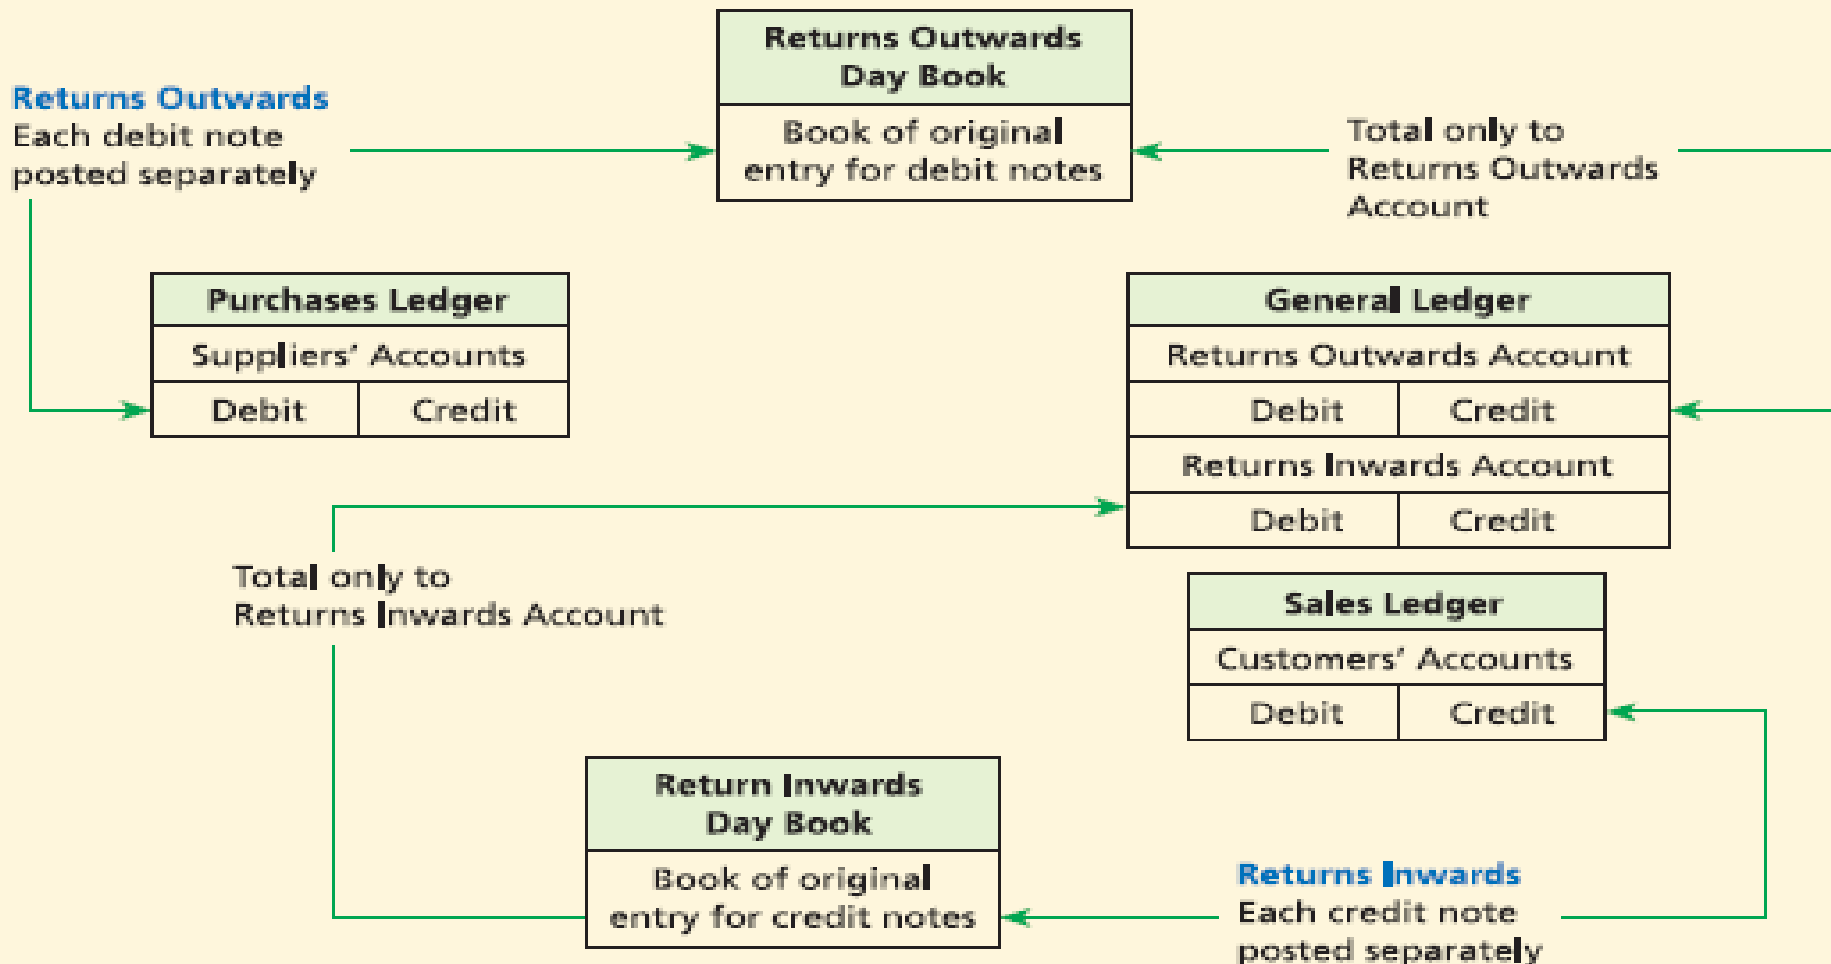 Returns Outwards
Day Book
Book of original
entry for debit notes
Returns Outwards
Each debit note
posted separately
Total only to
Returns Outwards
Account
Purchases Ledger
Suppliers' Accounts
Debit
Credit
General Ledger
Returns Outwards Account
Debit
Credit
Returns Inwards Account
Debit
Credit
Total only to
Returns Inwards Account
Sales Ledger
Customers' Accounts
Debit
Credit
Return Inwards
Day Book
Book of original
entry for credit notes
Returns Inwards
Each credit note
posted separately